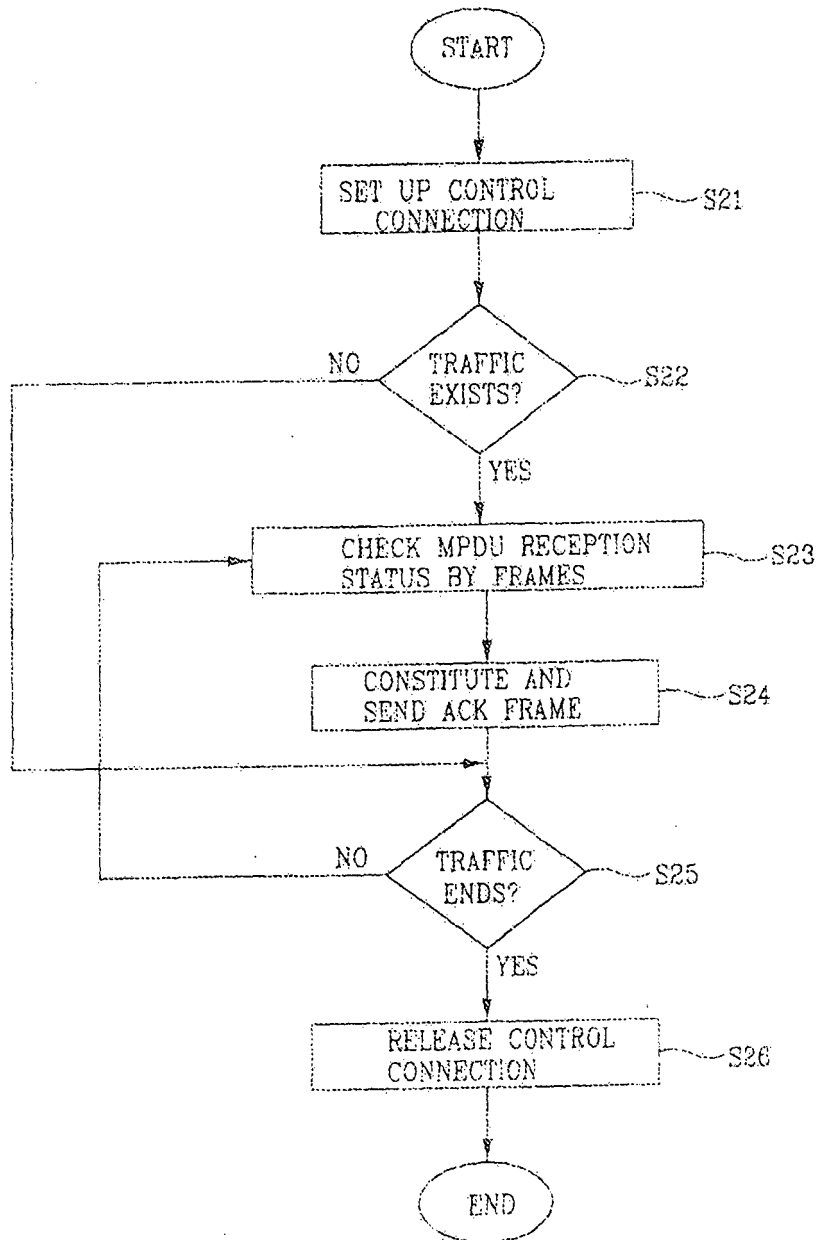 START
SET UP CONTROL
CONNECTION
S21
NO
TRAFFIC
EXISTS?
S22
YES
CHECK MPDU RECEPTION
STATUS BY FRAMES
S23
CONSTITUTE AND
SEND ACK FRAME
S24
NO
TRAFFIC
ENDS?
S25
YES
RELEASE CONTROL
CONNECTION
S26
END